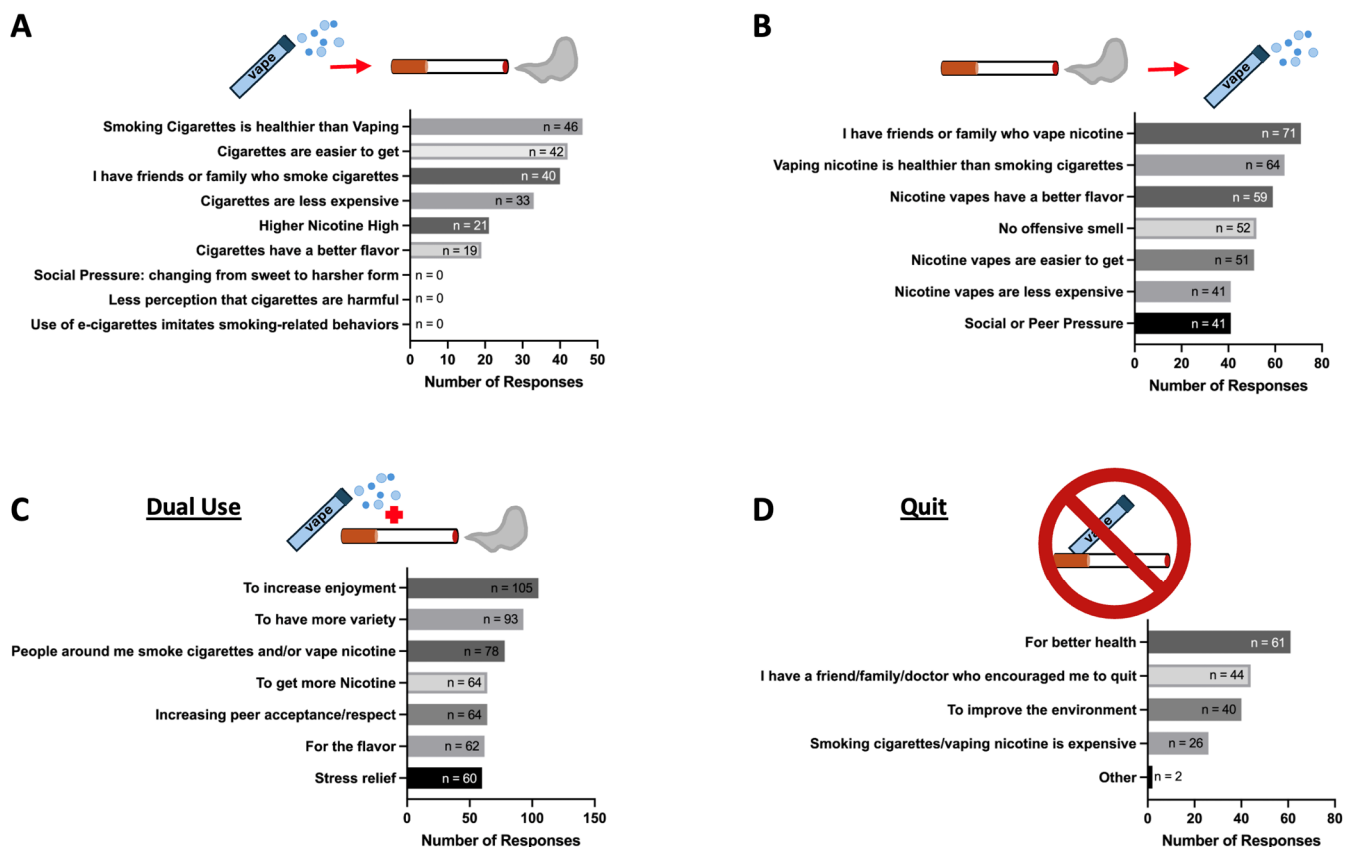 A
vape
Smoking Cigarettes is healthier than Vaping
n = 46
Cigarettes are easier to get
n = 42
I have friends or family who smoke cigarettes
n = 40
Cigarettes are less expensive
n = 33
Higher Nicotine High
n = 21
Cigarettes have a better flavor
n = 19
Social Pressure: changing from sweet to harsher form
n = 0
Less perception that cigarettes are harmful
n = 0
Use of e-cigarettes imitates smoking-related behaviors
n = 0
0 10 20 30 40 50
Number of Responses
B
vape
I have friends or family who vape nicotine
n = 71
Vaping nicotine is healthier than smoking cigarettes
n = 64
Nicotine vapes have a better flavor
n = 59
No offensive smell
n = 52
Nicotine vapes are easier to get
n = 51
Nicotine vapes are less expensive
n = 41
Social or Peer Pressure
n = 41
0 20 40 60 80
Number of Responses
C
Dual Use
vape
To increase enjoyment
n = 105
To have more variety
n = 93
People around me smoke cigarettes and/or vape nicotine
n = 78
To get more Nicotine
n = 64
Increasing peer acceptance/respect
n = 64
For the flavor
n = 62
Stress relief
n = 60
0 50 100 150
Number of Responses
D
Quit
vape
For better health
n = 61
I have a friend/family/doctor who encouraged me to quit
n = 44
To improve the environment
n = 40
Smoking cigarettes/vaping nicotine is expensive
n = 26
Other
n = 2
0 20 40 60 80
Number of Responses